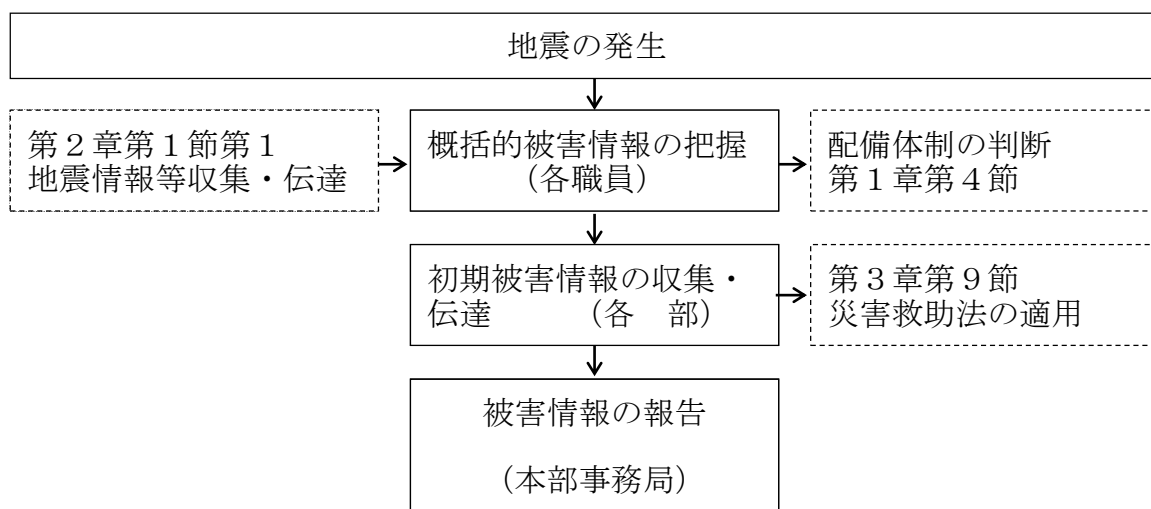 地震の発生
第２章第１節第１
地震情報等収集・伝達
概括的被害情報の把握
（各職員）
配備体制の判断
第１章第４節
初期被害情報の収集・
伝達　　　（各　部）
第３章第９節
災害救助法の適用
被害情報の報告
（本部事務局）